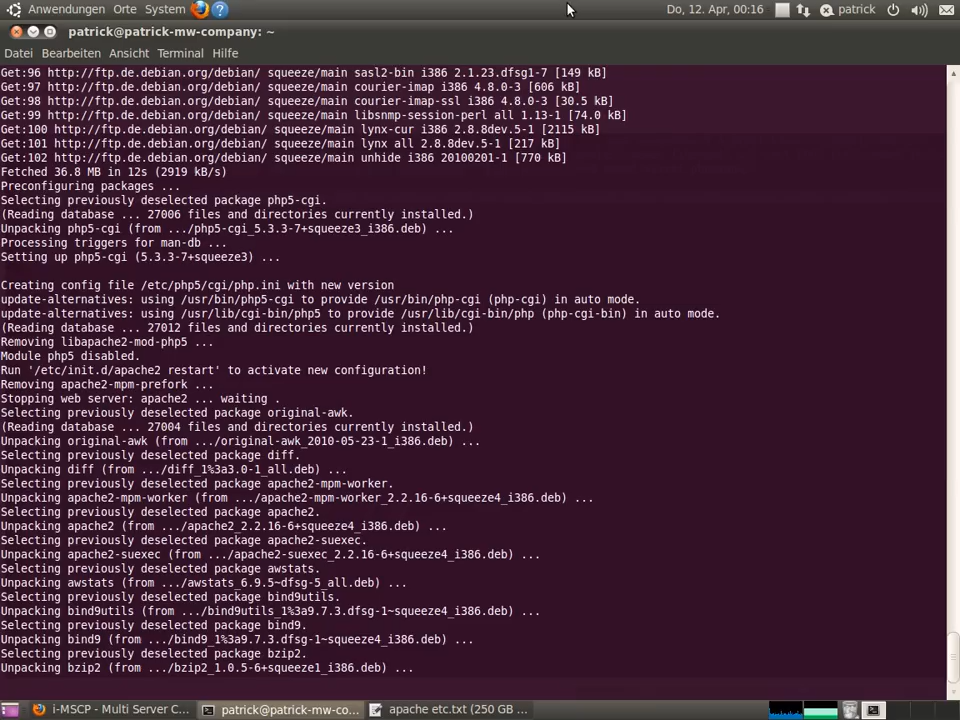 Anwendungen Orte System Do, 12. Apr, 00:16 patrick
patrick@patrick-mw-company: ~
Datei Bearbeiten Ansicht Terminal Hilfe
Get:96 http://ftp.de.debian.org/debian/ squeeze/main sasl2-bin i386 2.1.23.dfsg1-7 [149 kB]
Get:97 http://ftp.de.debian.org/debian/ squeeze/main courier-imap i386 4.8.0-3 [606 kB]
Get:98 http://ftp.de.debian.org/debian/ squeeze/main courier-imap-ssl i386 4.8.0-3 [30.5 kB]
Get:99 http://ftp.de.debian.org/debian/ squeeze/main libsnmp-session-perl all 1.13-1 [74.0 kB]
Get:100 http://ftp.de.debian.org/debian/ squeeze/main lynx-cur i386 2.8.8dev.5-1 [2115 kB]
Get:101 http://ftp.de.debian.org/debian/ squeeze/main lynx all 2.8.8dev.5-1 [217 kB]
Get:102 http://ftp.de.debian.org/debian/ squeeze/main unhide i386 20100201-1 [770 kB]
Fetched 36.8 MB in 12s (2919 kB/s)
Preconfiguring packages ...
Selecting previously deselected package php5-cgi.
(Reading database ... 27006 files and directories currently installed.)
Unpacking php5-cgi (from .../php5-cgi_5.3.3-7+squeeze3_i386.deb) ...
Processing triggers for man-db ...
Setting up php5-cgi (5.3.3-7+squeeze3) ...
Creating config file /etc/php5/cgi/php.ini with new version
update-alternatives: using /usr/bin/php5-cgi to provide /usr/bin/php-cgi (php-cgi) in auto mode.
update-alternatives: using /usr/lib/cgi-bin/php5 to provide /usr/lib/cgi-bin/php (php-cgi-bin) in auto mode.
(Reading database ... 27012 files and directories currently installed.)
Removing libapache2-mod-php5 ...
Module php5 disabled.
Run '/etc/init.d/apache2 restart' to activate new configuration!
Removing apache2-mpm-prefork ...
Stopping web server: apache2 ... waiting .
Selecting previously deselected package original-awk.
(Reading database ... 27004 files and directories currently installed.)
Unpacking original-awk (from .../original-awk_2010-05-23-1_i386.deb) ...
Selecting previously deselected package diff.
Unpacking diff (from .../diff_1%3a3.0-1_all.deb) ...
Selecting previously deselected package apache2-mpm-worker.
Unpacking apache2-mpm-worker (from .../apache2-mpm-worker_2.2.16-6+squeeze4_i386.deb) ...
Selecting previously deselected package apache2.
Unpacking apache2 (from .../apache2_2.2.16-6+squeeze4_i386.deb) ...
Selecting previously deselected package apache2-suexec.
Unpacking apache2-suexec (from .../apache2-suexec_2.2.16-6+squeeze4_i386.deb) ...
Selecting previously deselected package awstats.
Unpacking awstats (from .../awstats_6.9.5~dfsg-5_all.deb) ...
Selecting previously deselected package bind9utils.
Unpacking bind9utils (from .../bind9utils_1%3a9.7.3.dfsg-1~squeeze4_i386.deb) ...
Selecting previously deselected package bind9.
Unpacking bind9 (from .../bind9_1%3a9.7.3.dfsg-1~squeeze4_i386.deb) ...
Selecting previously deselected package bzip2.
Unpacking bzip2 (from .../bzip2_1.0.5-6+squeeze1_i386.deb) ...
i-MSCP - Multi Server C... patrick@patrick-mw-co... apache etc.txt (250 GB ...